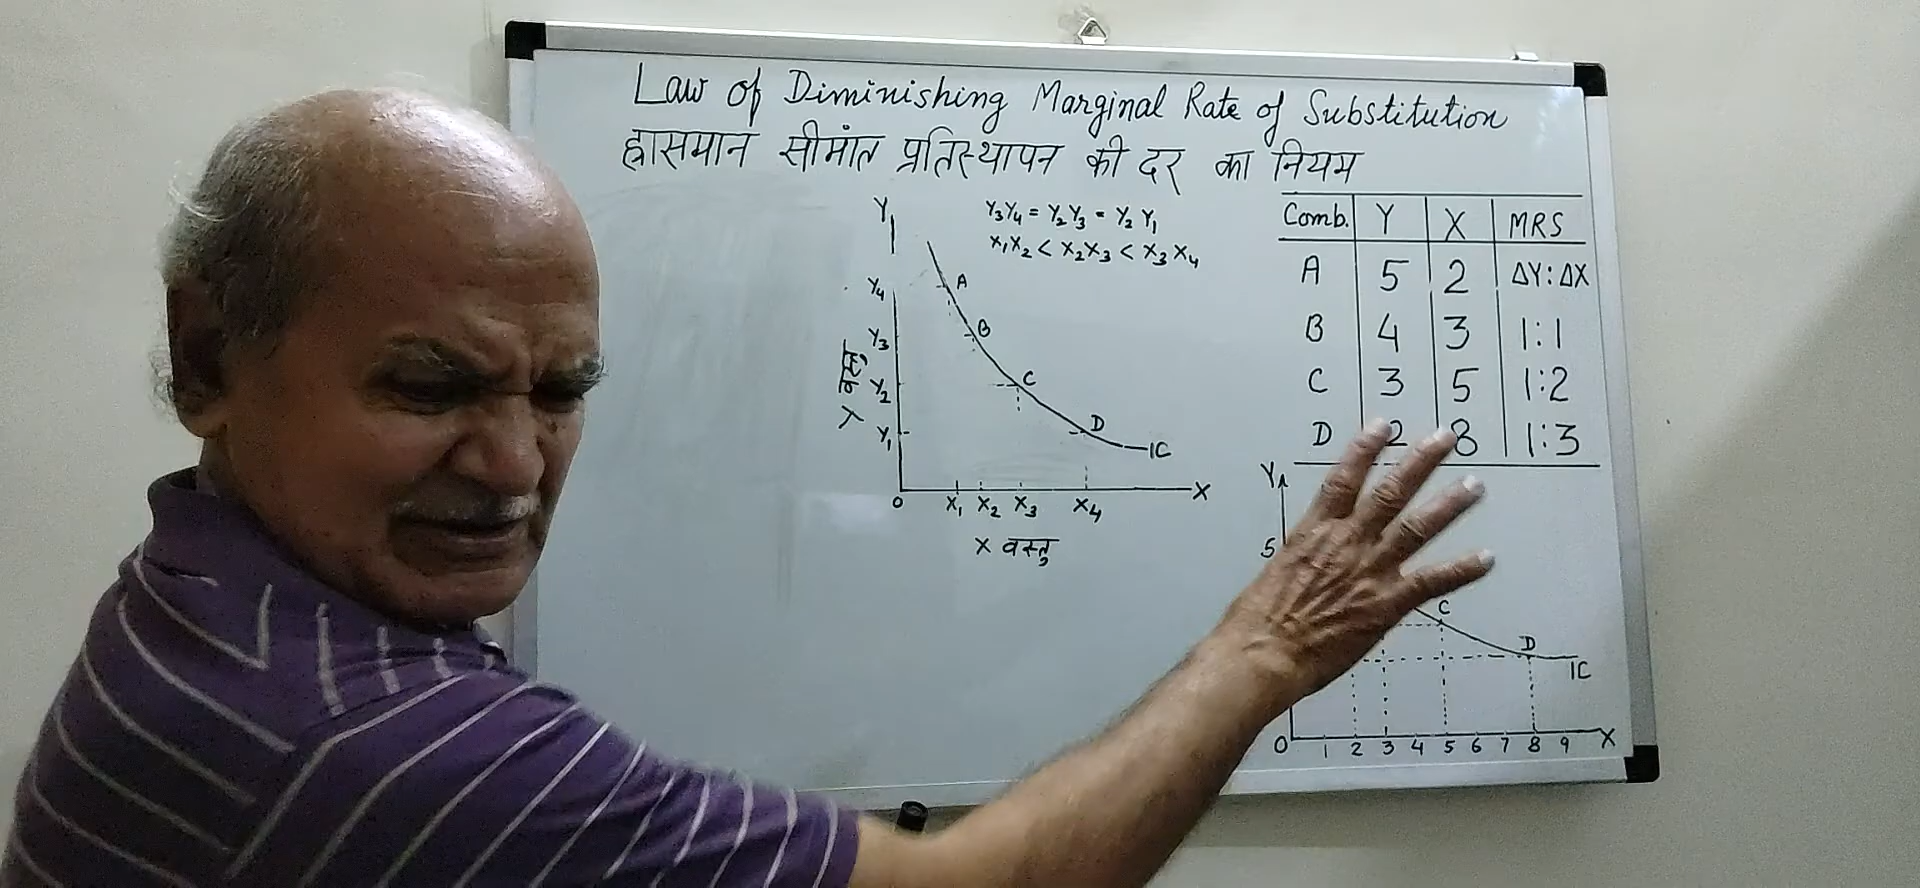 Law of Diminishing Marginal Rate of Substitution
ह्रासमान सीमांत प्रतिस्थापन की दर का नियम
Y
Y₃Y₄ = Y₂Y₃ = Y₂Y₁
X₁X₂ < X₂X₃ < X₃X₄
Y₄
Y₃
Y₂
Y₁
Y वस्तु
A
B
C
D
IC
0 X₁ X₂ X₃ X₄ X
X वस्तु
Comb. Y X MRS
A 5 2 ΔY:ΔX
B 4 3 1:1
C 3 5 1:2
D 2 8 1:3
Y
5
C
D
IC
0 1 2 3 4 5 6 7 8 9 X